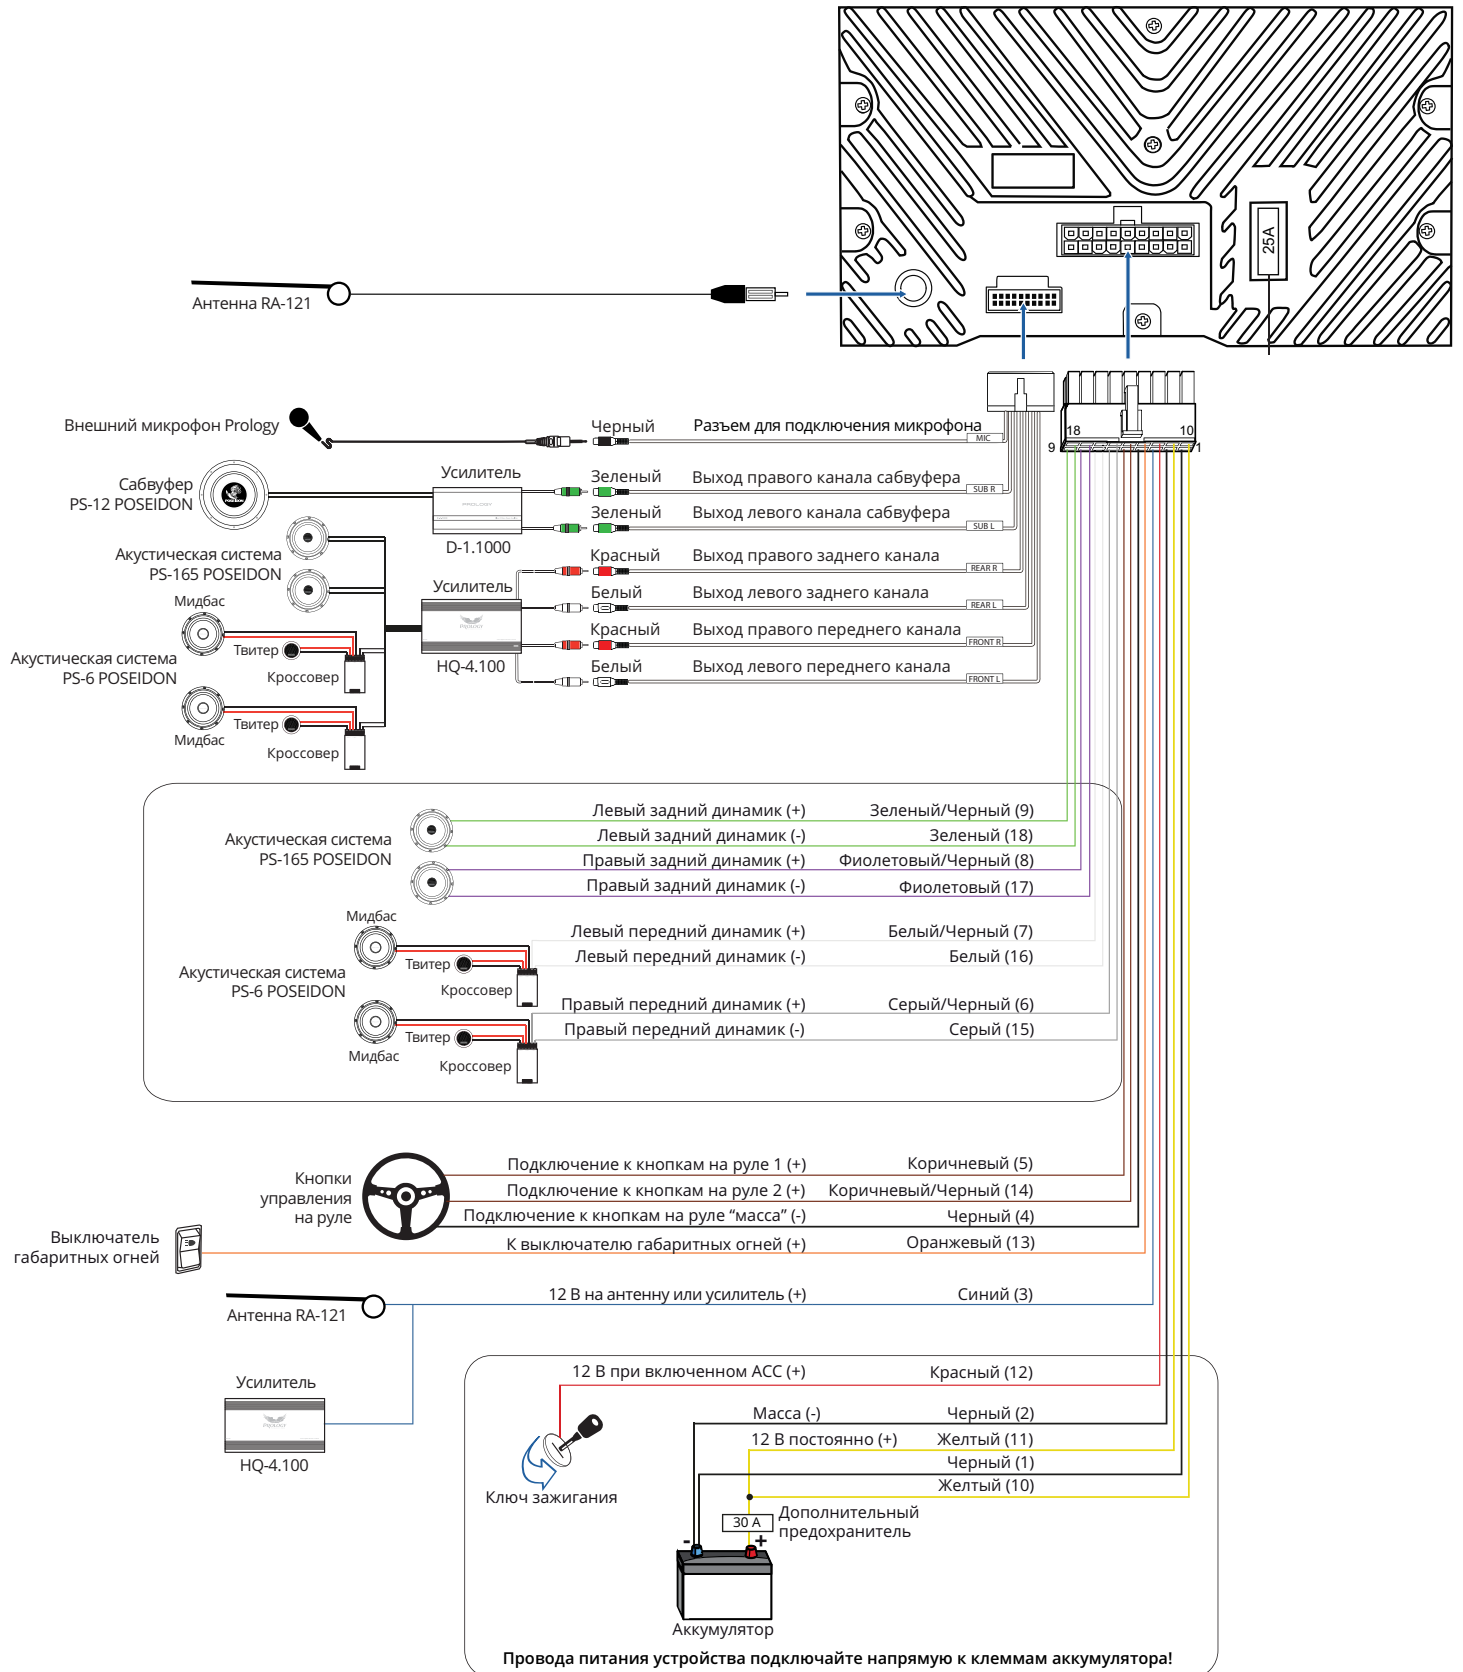 25A
Антенна RA-121
Внешний микрофон Prology
Черный
Разъем для подключения микрофона
MIC
18
10
9
1
Сабвуфер
PS-12 POSEIDON
POSEIDON
Усилитель
PROLOGY
D-1.1000
Зеленый
Выход правого канала сабвуфера
SUB R
Зеленый
Выход левого канала сабвуфера
SUB L
Акустическая система
PS-165 POSEIDON
Красный
Выход правого заднего канала
REAR R
Усилитель
PROLOGY
HQ-4.100
Белый
Выход левого заднего канала
REAR L
Красный
Выход правого переднего канала
FRONT R
Белый
Выход левого переднего канала
FRONT L
Мидбас
Твитер
Кроссовер
Акустическая система
PS-6 POSEIDON
Твитер
Мидбас
Кроссовер
Левый задний динамик (+)
Зеленый/Черный (9)
Левый задний динамик (-)
Зеленый (18)
Акустическая система
PS-165 POSEIDON
Правый задний динамик (+)
Фиолетовый/Черный (8)
Правый задний динамик (-)
Фиолетовый (17)
Мидбас
Левый передний динамик (+)
Белый/Черный (7)
Левый передний динамик (-)
Белый (16)
Твитер
Кроссовер
Акустическая система
PS-6 POSEIDON
Правый передний динамик (+)
Серый/Черный (6)
Правый передний динамик (-)
Серый (15)
Твитер
Мидбас
Кроссовер
Кнопки
управления
на руле
Подключение к кнопкам на руле 1 (+)
Коричневый (5)
Подключение к кнопкам на руле 2 (+)
Коричневый/Черный (14)
Подключение к кнопкам на руле “масса” (-)
Черный (4)
Выключатель
габаритных огней
К выключателю габаритных огней (+)
Оранжевый (13)
Антенна RA-121
12 В на антенну или усилитель (+)
Синий (3)
Усилитель
PROLOGY
HQ-4.100
12 В при включенном ACC (+)
Красный (12)
Масса (-)
Черный (2)
12 В постоянно (+)
Желтый (11)
Черный (1)
Желтый (10)
Ключ зажигания
30 А
Дополнительный
предохранитель
-
+
Аккумулятор
Провода питания устройства подключайте напрямую к клеммам аккумулятора!